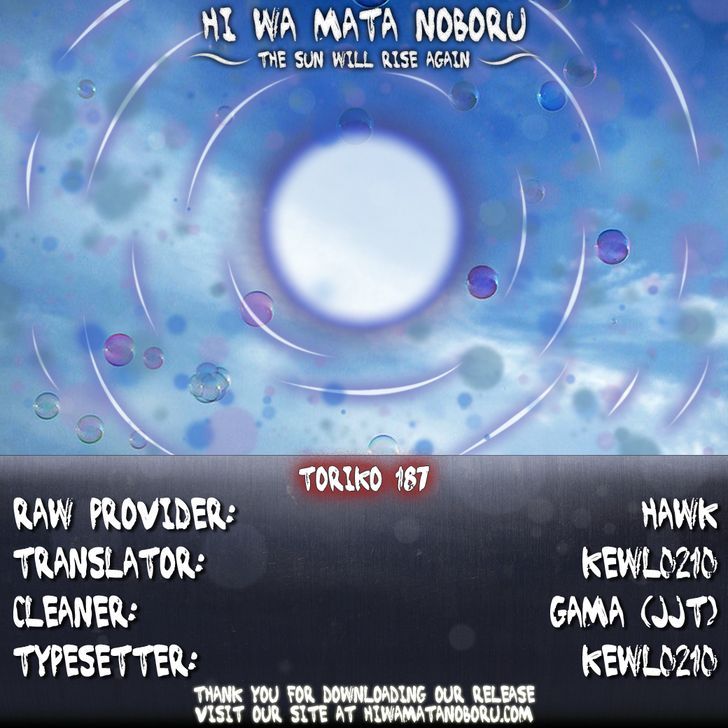 HI WA MATA NOBORU
THE SUN WILL RISE AGAIN
TORIKO 187
RAW PROVIDER: HAWK
TRANSLATOR: KEWL0210
CLEANER: GAMA (JJT)
TYPESETTER: KEWL0210
THANK YOU FOR DOWNLOADING OUR RELEASE
VISIT OUR SITE AT HIWAMATANOBORU.COM